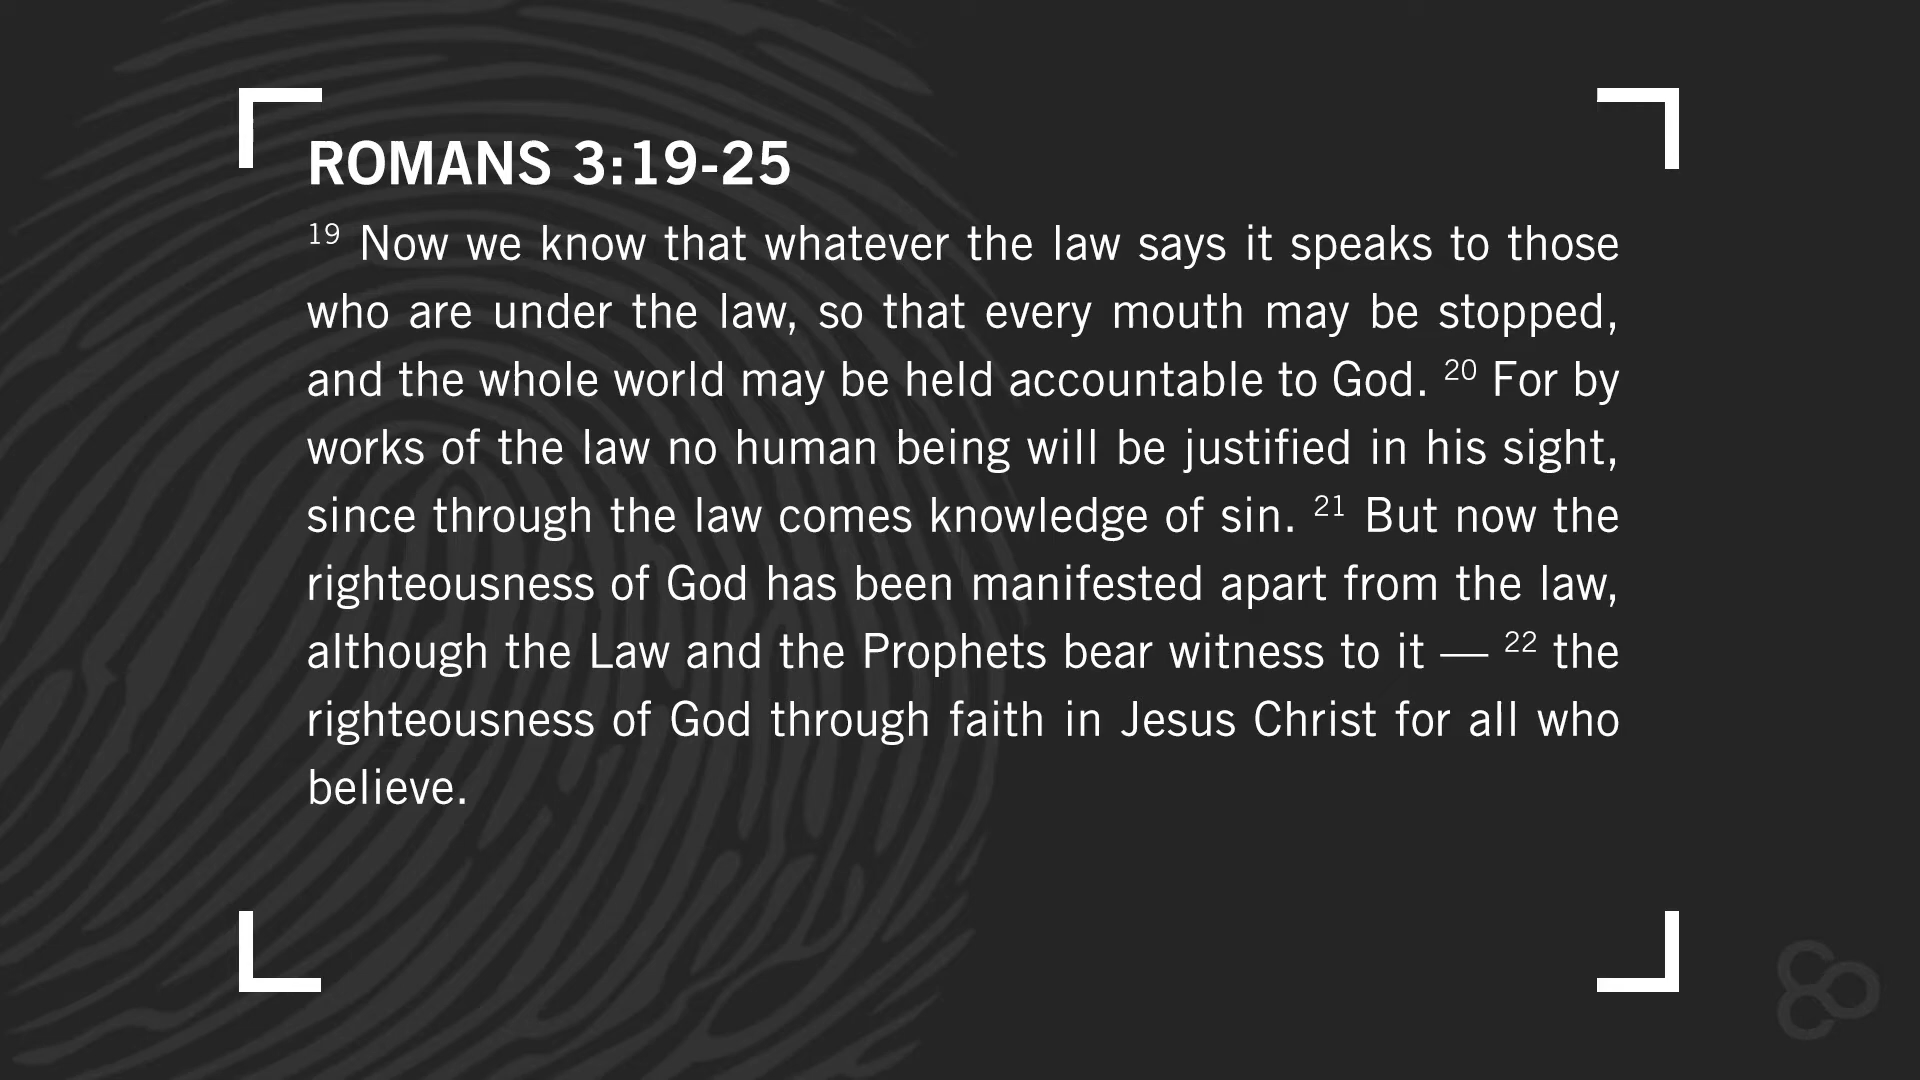 ROMANS 3:19-25
19 Now we know that whatever the law says it speaks to those
who are under the law, so that every mouth may be stopped,
and the whole world may be held accountable to God. 20 For by
works of the law no human being will be justified in his sight,
since through the law comes knowledge of sin. 21 But now the
righteousness of God has been manifested apart from the law,
although the Law and the Prophets bear witness to it — 22 the
righteousness of God through faith in Jesus Christ for all who
believe.